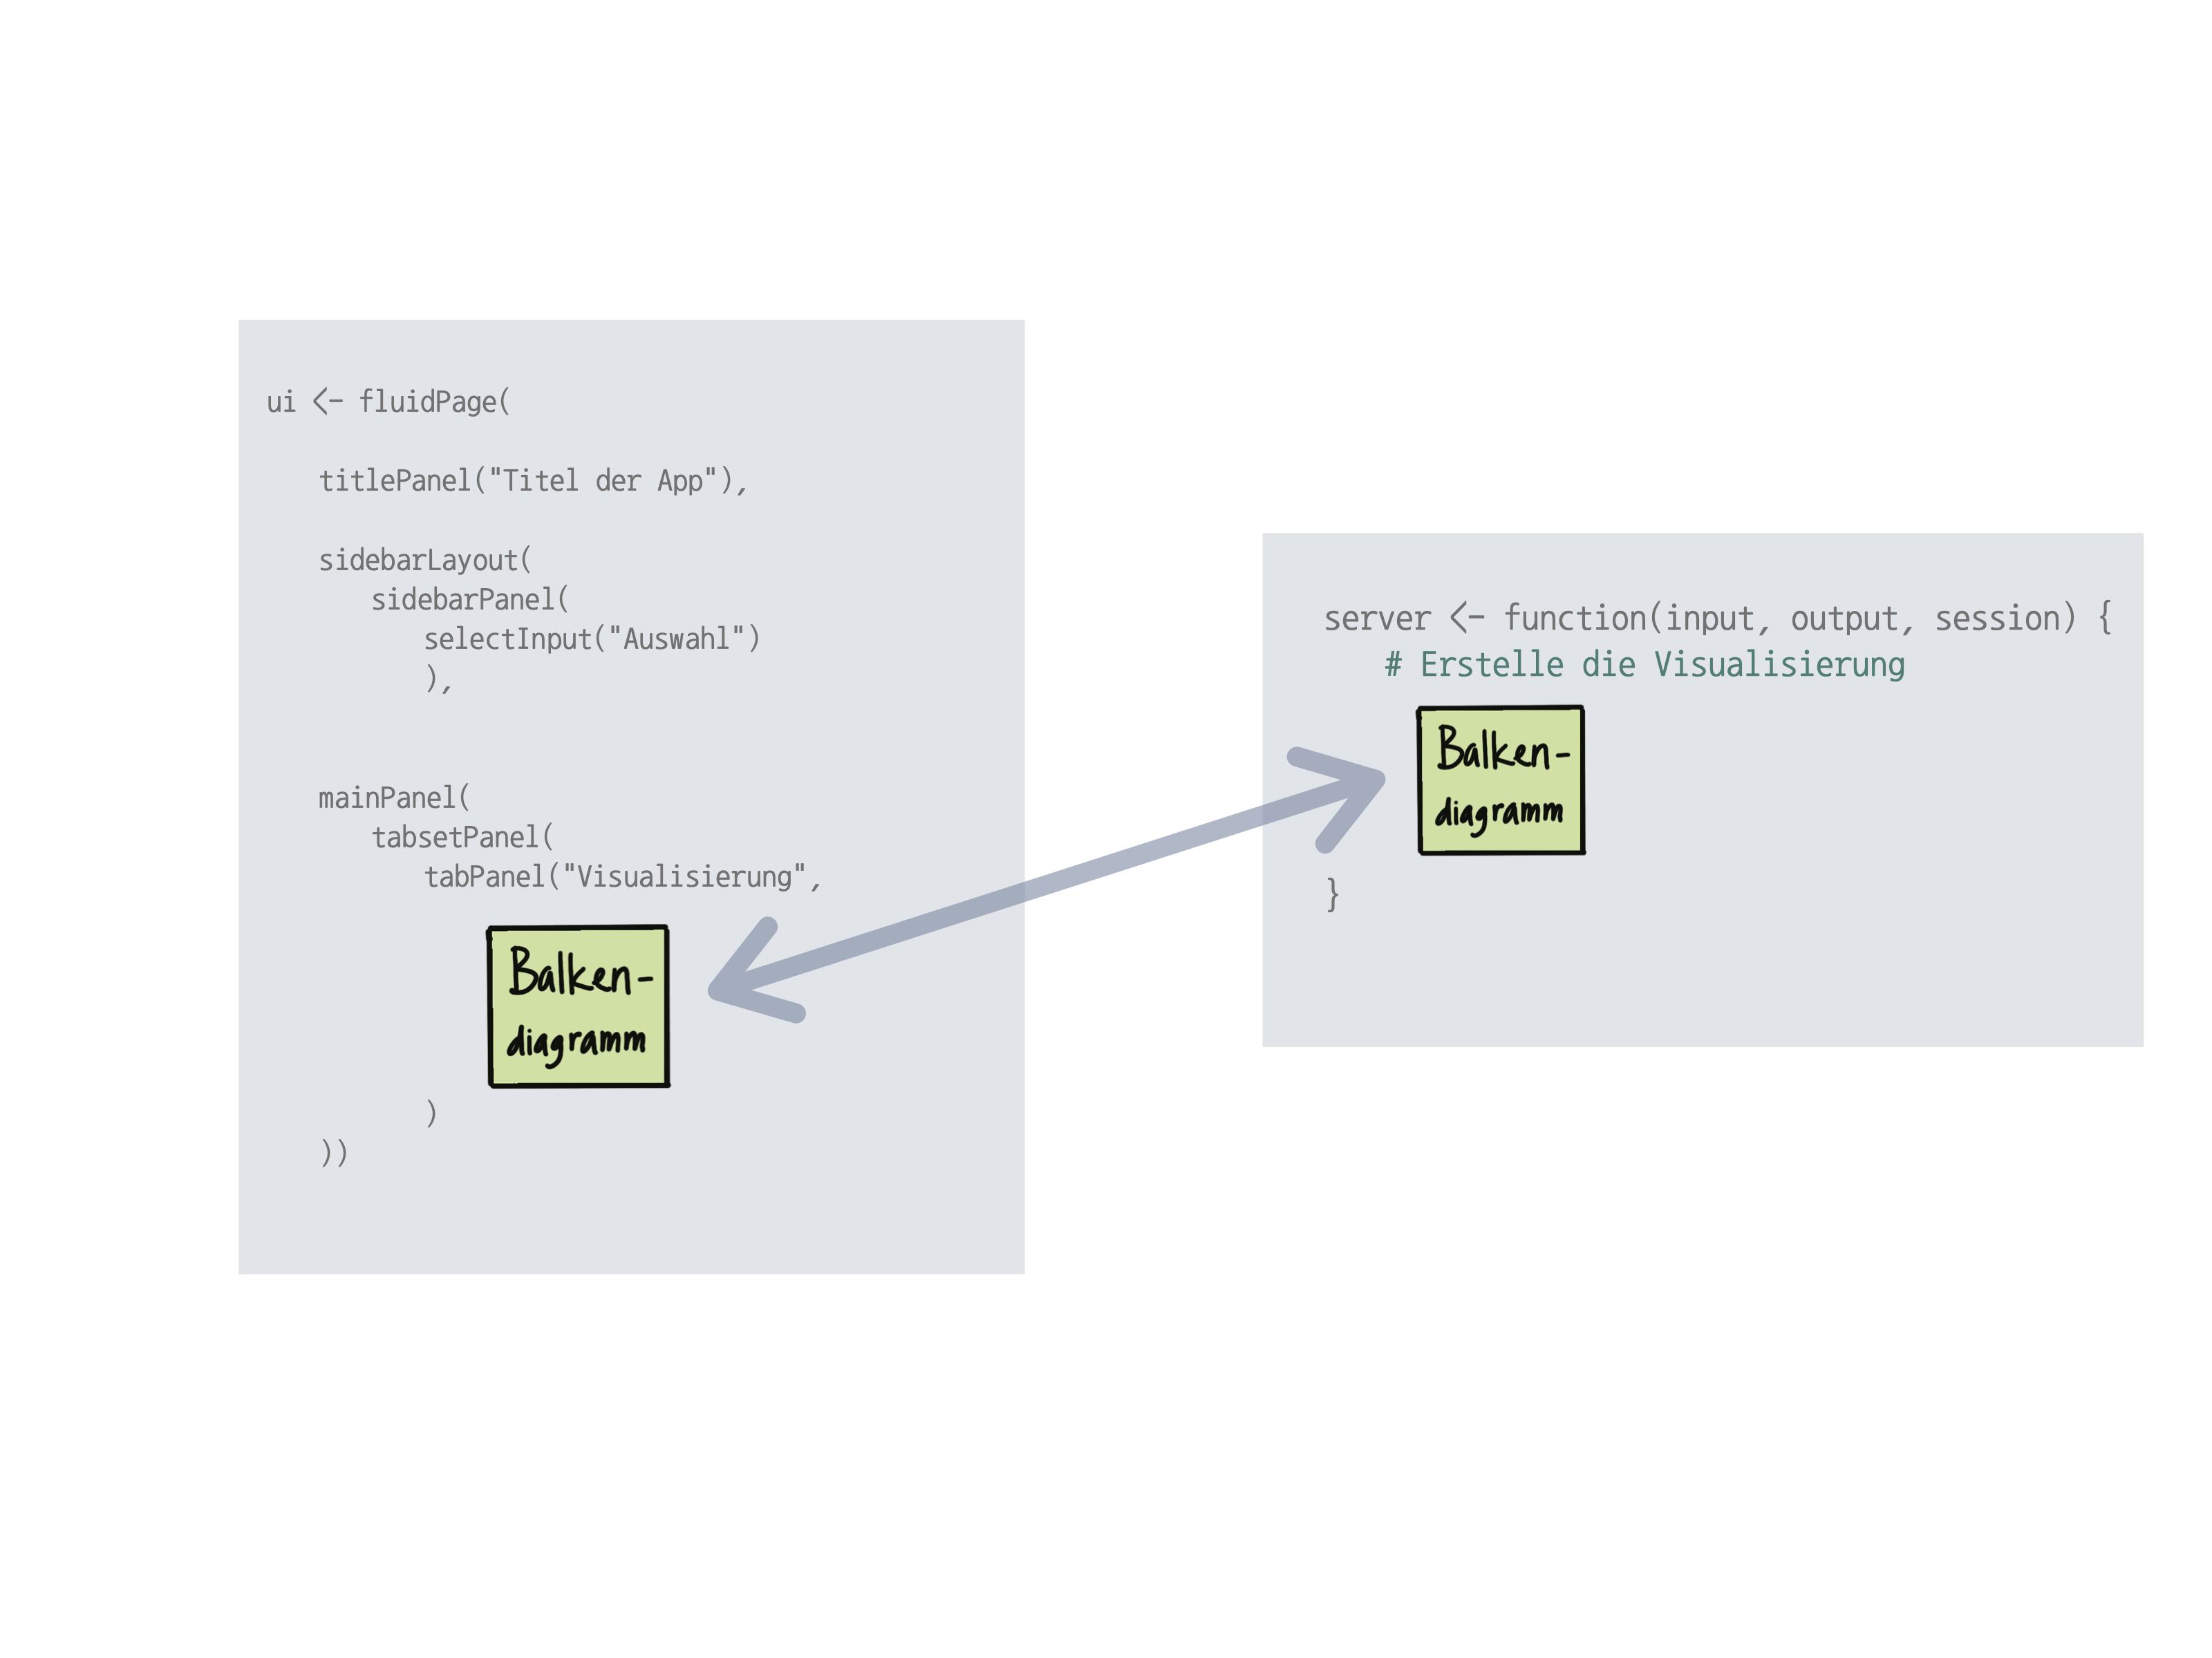 ui <- fluidPage(
titlePanel("Titel der App"),
sidebarLayout(
sidebarPanel(
selectInput("Auswahl")
),
mainPanel(
tabsetPanel(
tabPanel("Visualisierung",
Balken-
diagramm
)
))
server <- function(input, output, session) {
# Erstelle die Visualisierung
Balken-
diagramm
}